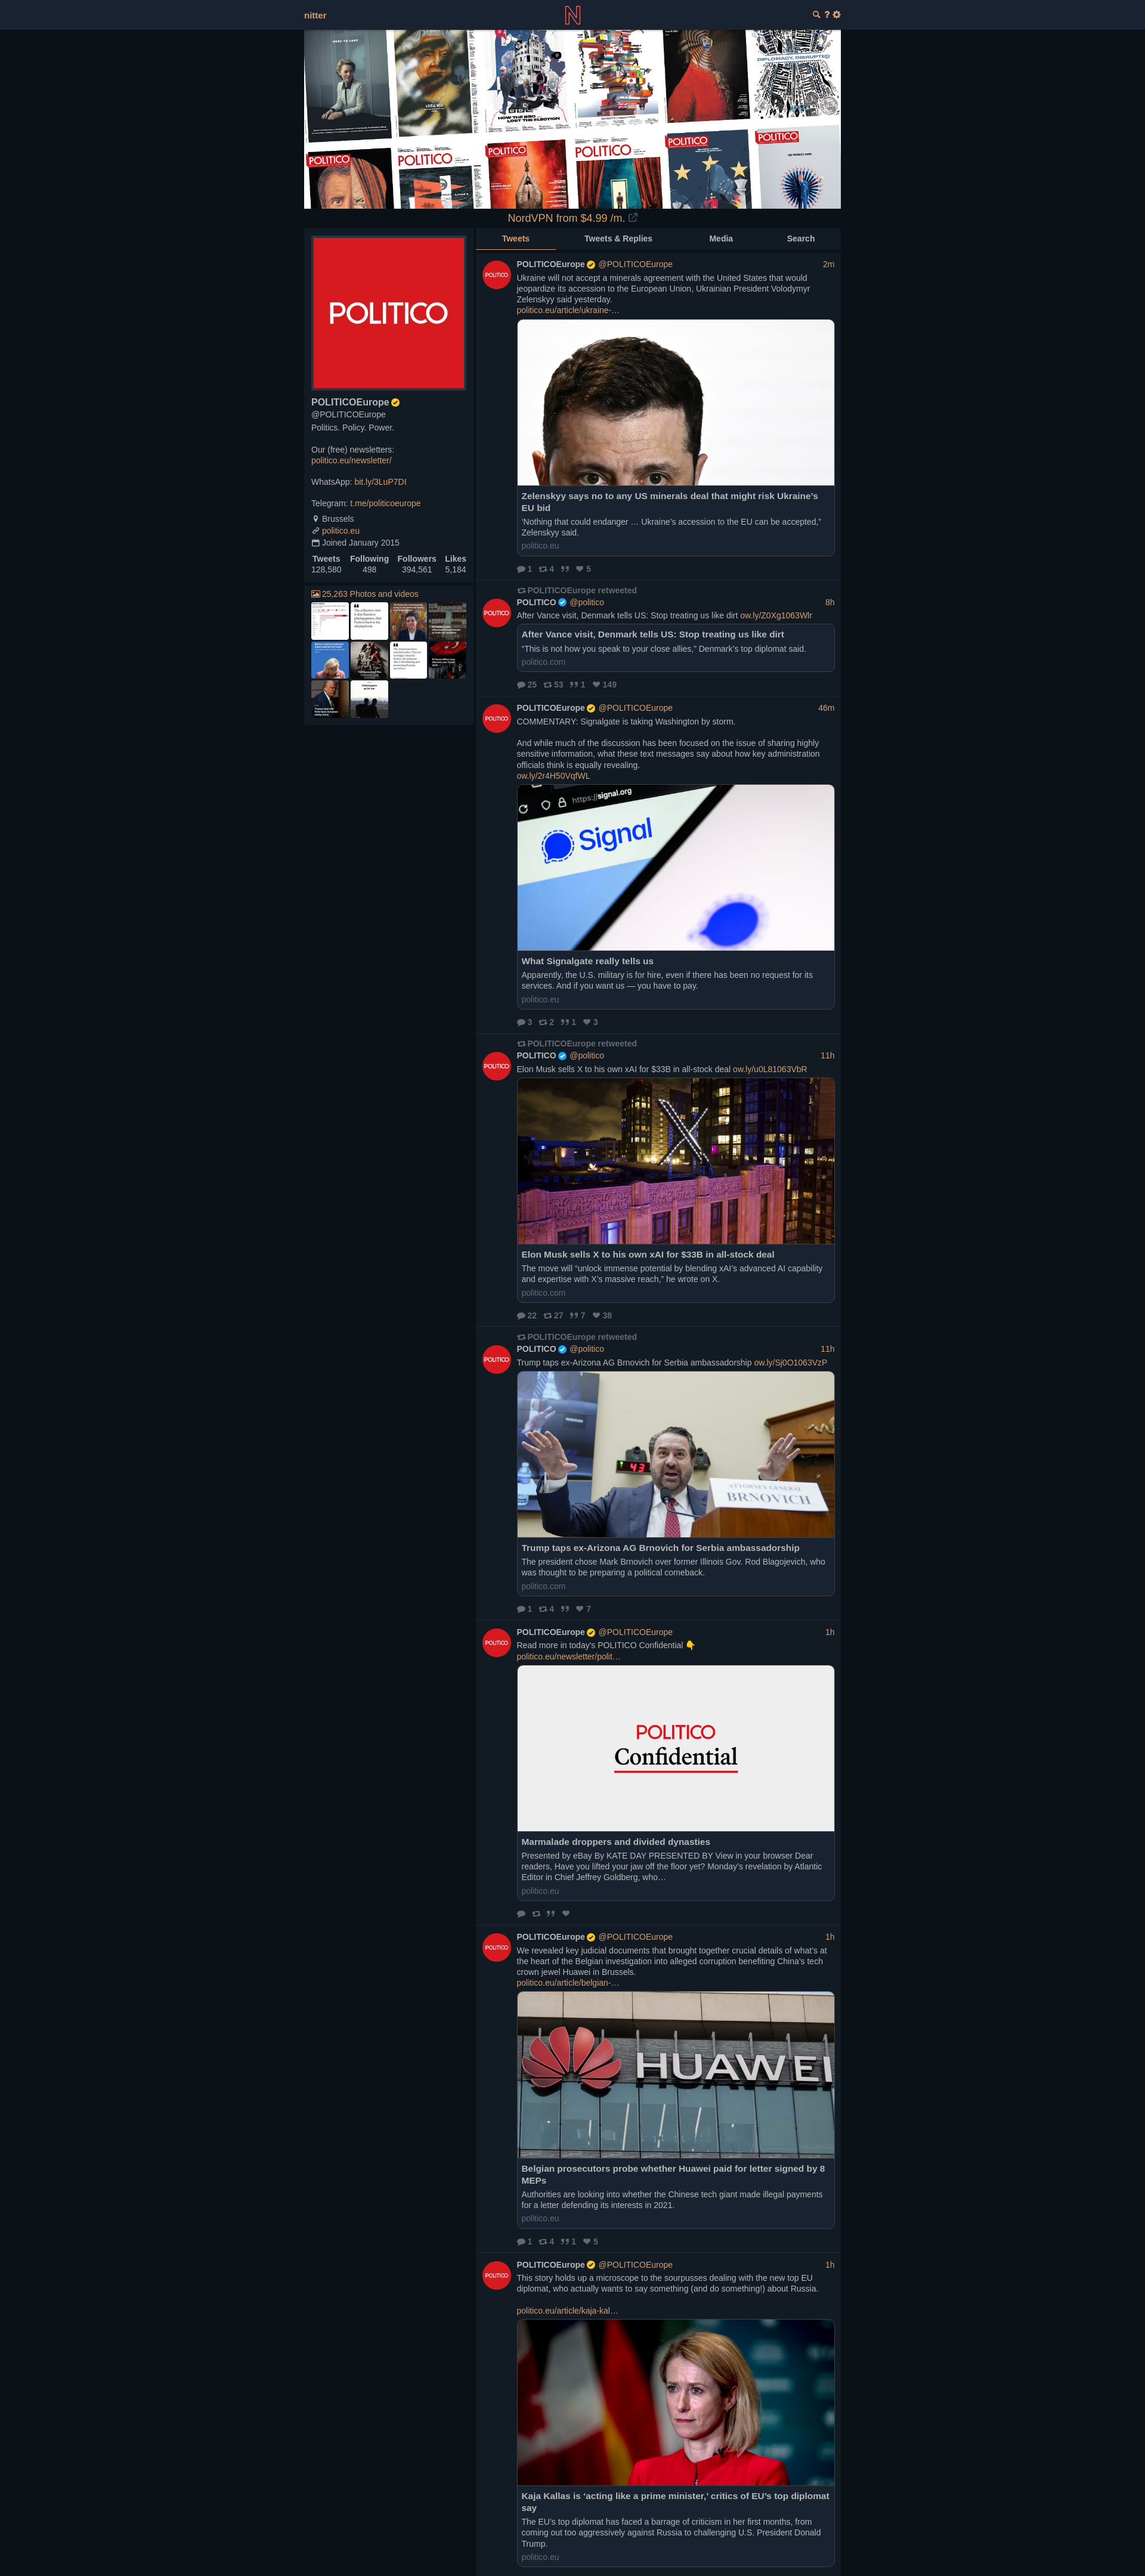 nitter
N
?
HOW THE BBQ
LOST THE ELECTION
DIPLOMACY, DISRUPTED
POLITICO
POLITICO
POLITICO
POLITICO
POLITICO
POLITICO
NordVPN from $4.99 /m.
POLITICO
POLITICOEurope
@POLITICOEurope
Politics. Policy. Power.
Our (free) newsletters:
politico.eu/newsletter/
WhatsApp: bit.ly/3LuP7DI
Telegram: t.me/politicoeurope
Brussels
politico.eu
Joined January 2015
Tweets Following Followers Likes
128,580 498 394,561 5,184
25,263 Photos and videos
Tweets Tweets & Replies Media Search
POLITICO
POLITICOEurope @POLITICOEurope 2m
Ukraine will not accept a minerals agreement with the United States that would
jeopardize its accession to the European Union, Ukrainian President Volodymyr
Zelenskyy said yesterday.
politico.eu/article/ukraine-…
Zelenskyy says no to any US minerals deal that might risk Ukraine’s
EU bid
‘Nothing that could endanger … Ukraine’s accession to the EU can be accepted,”
Zelenskyy said.
politico.eu
1 4 5
POLITICOEurope retweeted
POLITICO
POLITICO @politico 8h
After Vance visit, Denmark tells US: Stop treating us like dirt ow.ly/Z0Xg1063Wlr
After Vance visit, Denmark tells US: Stop treating us like dirt
“This is not how you speak to your close allies,” Denmark’s top diplomat said.
politico.com
25 53 1 149
POLITICO
POLITICOEurope @POLITICOEurope 46m
COMMENTARY: Signalgate is taking Washington by storm.
And while much of the discussion has been focused on the issue of sharing highly
sensitive information, what these text messages say about how key administration
officials think is equally revealing.
ow.ly/2r4H50VqfWL
https://signal.org
Signal
What Signalgate really tells us
Apparently, the U.S. military is for hire, even if there has been no request for its
services. And if you want us — you have to pay.
politico.eu
3 2 1 3
POLITICOEurope retweeted
POLITICO
POLITICO @politico 11h
Elon Musk sells X to his own xAI for $33B in all-stock deal ow.ly/u0L81063VbR
X
Elon Musk sells X to his own xAI for $33B in all-stock deal
The move will “unlock immense potential by blending xAI’s advanced AI capability
and expertise with X’s massive reach,” he wrote on X.
politico.com
22 27 7 38
POLITICOEurope retweeted
POLITICO
POLITICO @politico 11h
Trump taps ex-Arizona AG Brnovich for Serbia ambassadorship ow.ly/Sj0O1063VzP
43
ATTORNEY GENERAL
BRNOVICH
Trump taps ex-Arizona AG Brnovich for Serbia ambassadorship
The president chose Mark Brnovich over former Illinois Gov. Rod Blagojevich, who
was thought to be preparing a political comeback.
politico.com
1 4 7
POLITICO
POLITICOEurope @POLITICOEurope 1h
Read more in today's POLITICO Confidential 👇
politico.eu/newsletter/polit…
POLITICO
Confidential
Marmalade droppers and divided dynasties
Presented by eBay By KATE DAY PRESENTED BY View in your browser Dear
readers, Have you lifted your jaw off the floor yet? Monday’s revelation by Atlantic
Editor in Chief Jeffrey Goldberg, who…
politico.eu
POLITICO
POLITICOEurope @POLITICOEurope 1h
We revealed key judicial documents that brought together crucial details of what’s at
the heart of the Belgian investigation into alleged corruption benefiting China’s tech
crown jewel Huawei in Brussels.
politico.eu/article/belgian-…
HUAWEI
Belgian prosecutors probe whether Huawei paid for letter signed by 8
MEPs
Authorities are looking into whether the Chinese tech giant made illegal payments
for a letter defending its interests in 2021.
politico.eu
1 4 1 5
POLITICO
POLITICOEurope @POLITICOEurope 1h
This story holds up a microscope to the sourpusses dealing with the new top EU
diplomat, who actually wants to say something (and do something!) about Russia.
politico.eu/article/kaja-kal…
Kaja Kallas is ‘acting like a prime minister,’ critics of EU’s top diplomat
say
The EU’s top diplomat has faced a barrage of criticism in her first months, from
coming out too aggressively against Russia to challenging U.S. President Donald
Trump.
politico.eu